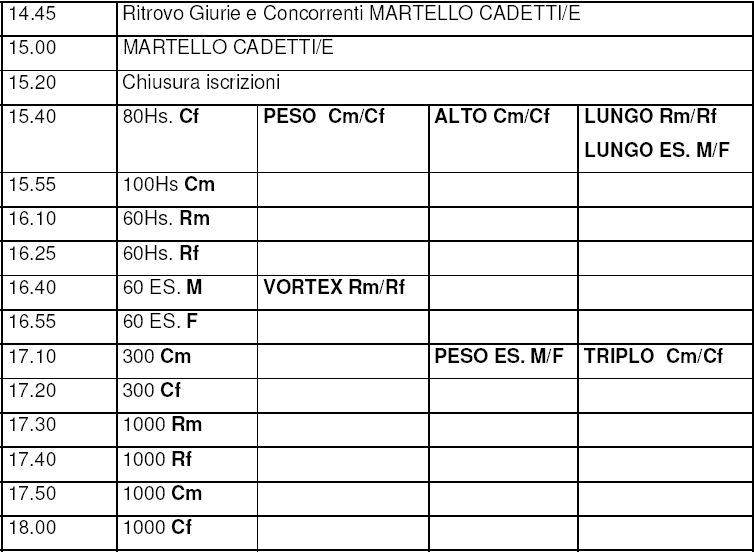 14.45 Ritrovo Giurie e Concorrenti MARTELLO CADETTI/E
15.00 MARTELLO CADETTI/E
15.20 Chiusura iscrizioni
15.40 80Hs. Cf PESO Cm/Cf ALTO Cm/Cf LUNGO Rm/Rf
LUNGO ES. M/F
15.55 100Hs Cm
16.10 60Hs. Rm
16.25 60Hs. Rf
16.40 60 ES. M VORTEX Rm/Rf
16.55 60 ES. F
17.10 300 Cm PESO ES. M/F TRIPLO Cm/Cf
17.20 300 Cf
17.30 1000 Rm
17.40 1000 Rf
17.50 1000 Cm
18.00 1000 Cf